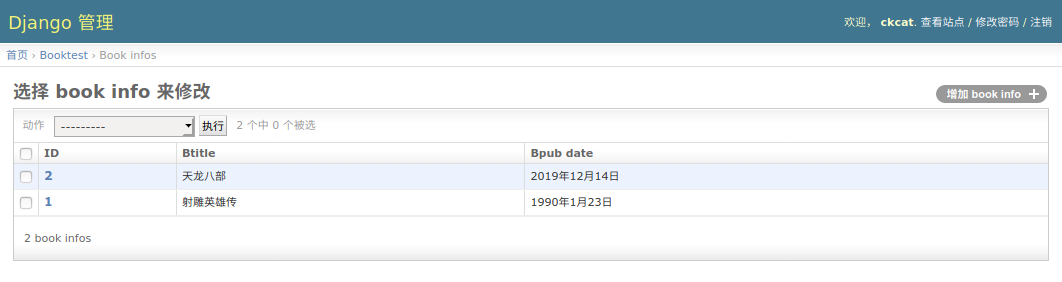 Django 管理
欢迎， ckcat. 查看站点 / 修改密码 / 注销
首页 › Booktest › Book infos
选择 book info 来修改
增加 book info
动作 --------- 执行 2 个中 0 个被选
ID Btitle Bpub date
2 天龙八部 2019年12月14日
1 射雕英雄传 1990年1月23日
2 book infos